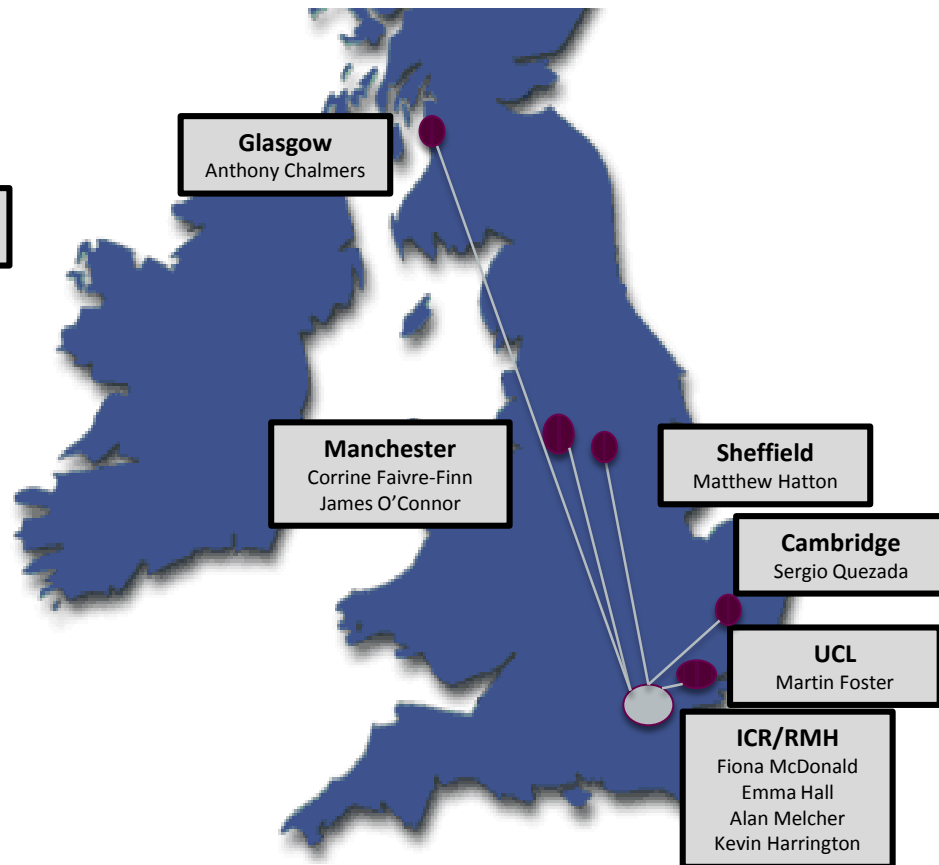 Glasgow
Anthony Chalmers
Manchester
Corrine Faivre-Finn
James O’Connor
Sheffield
Matthew Hatton
Cambridge
Sergio Quezada
UCL
Martin Foster
ICR/RMH
Fiona McDonald
Emma Hall
Alan Melcher
Kevin Harrington